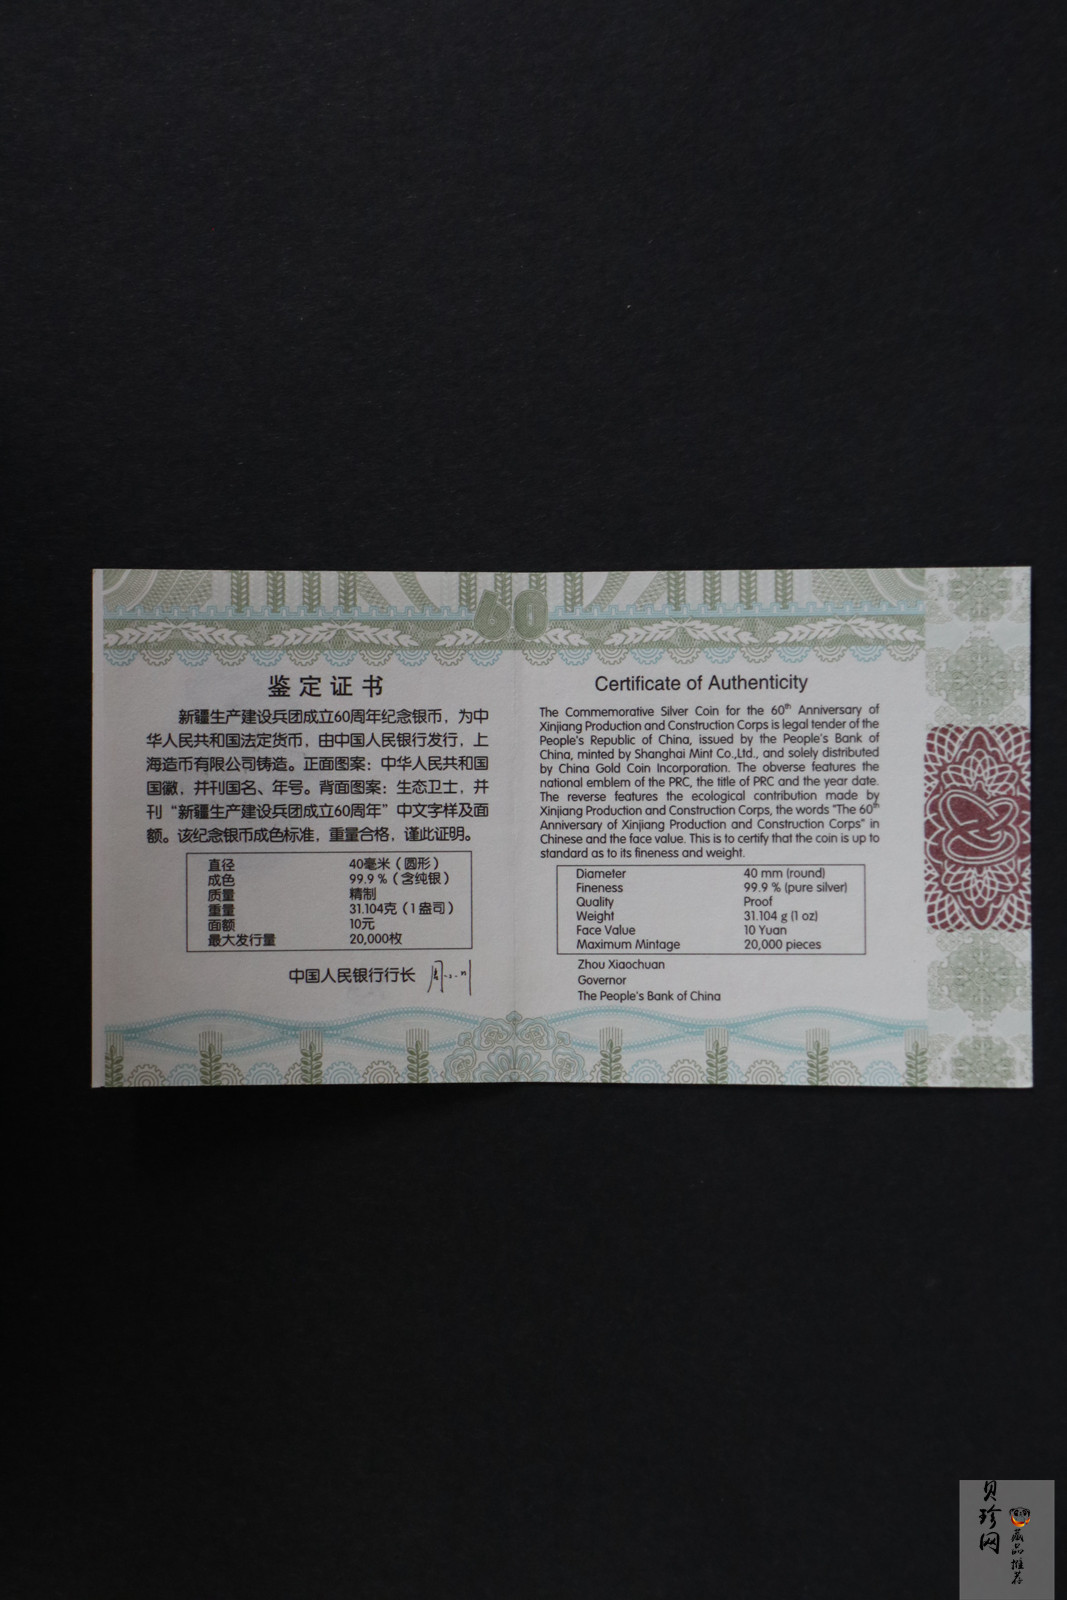 60
鉴定证书
新疆生产建设兵团成立60周年纪念银币，为中
华人民共和国法定货币，由中国人民银行发行，上
海造币有限公司铸造。正面图案：中华人民共和国
国徽，并刊国名、年号。背面图案：生态卫士，并
刊“新疆生产建设兵团成立60周年”中文字样及面
额。该纪念银币成色标准，重量合格，谨此证明。
直径 40毫米（圆形）
成色 99.9％（含纯银）
质量 精制
重量 31.104克（1盎司）
面额 10元
最大发行量 20,000枚
中国人民银行行长
Certificate of Authenticity
The Commemorative Silver Coin for the 60th Anniversary of
Xinjiang Production and Construction Corps is legal tender of the
People's Republic of China, issued by the People's Bank of
China, minted by Shanghai Mint Co.,Ltd., and solely distributed
by China Gold Coin Incorporation. The obverse features the
national emblem of the PRC, the title of PRC and the year date.
The reverse features the ecological contribution made by
Xinjiang Production and Construction Corps, the words "The 60th
Anniversary of Xinjiang Production and Construction Corps" in
Chinese and the face value. This is to certify that the coin is up to
standard as to its fineness and weight.
Diameter 40 mm (round)
Fineness 99.9 % (pure silver)
Quality Proof
Weight 31.104 g (1 oz)
Face Value 10 Yuan
Maximum Mintage 20,000 pieces
Zhou Xiaochuan
Governor
The People's Bank of China
贝珍网
藏品推荐